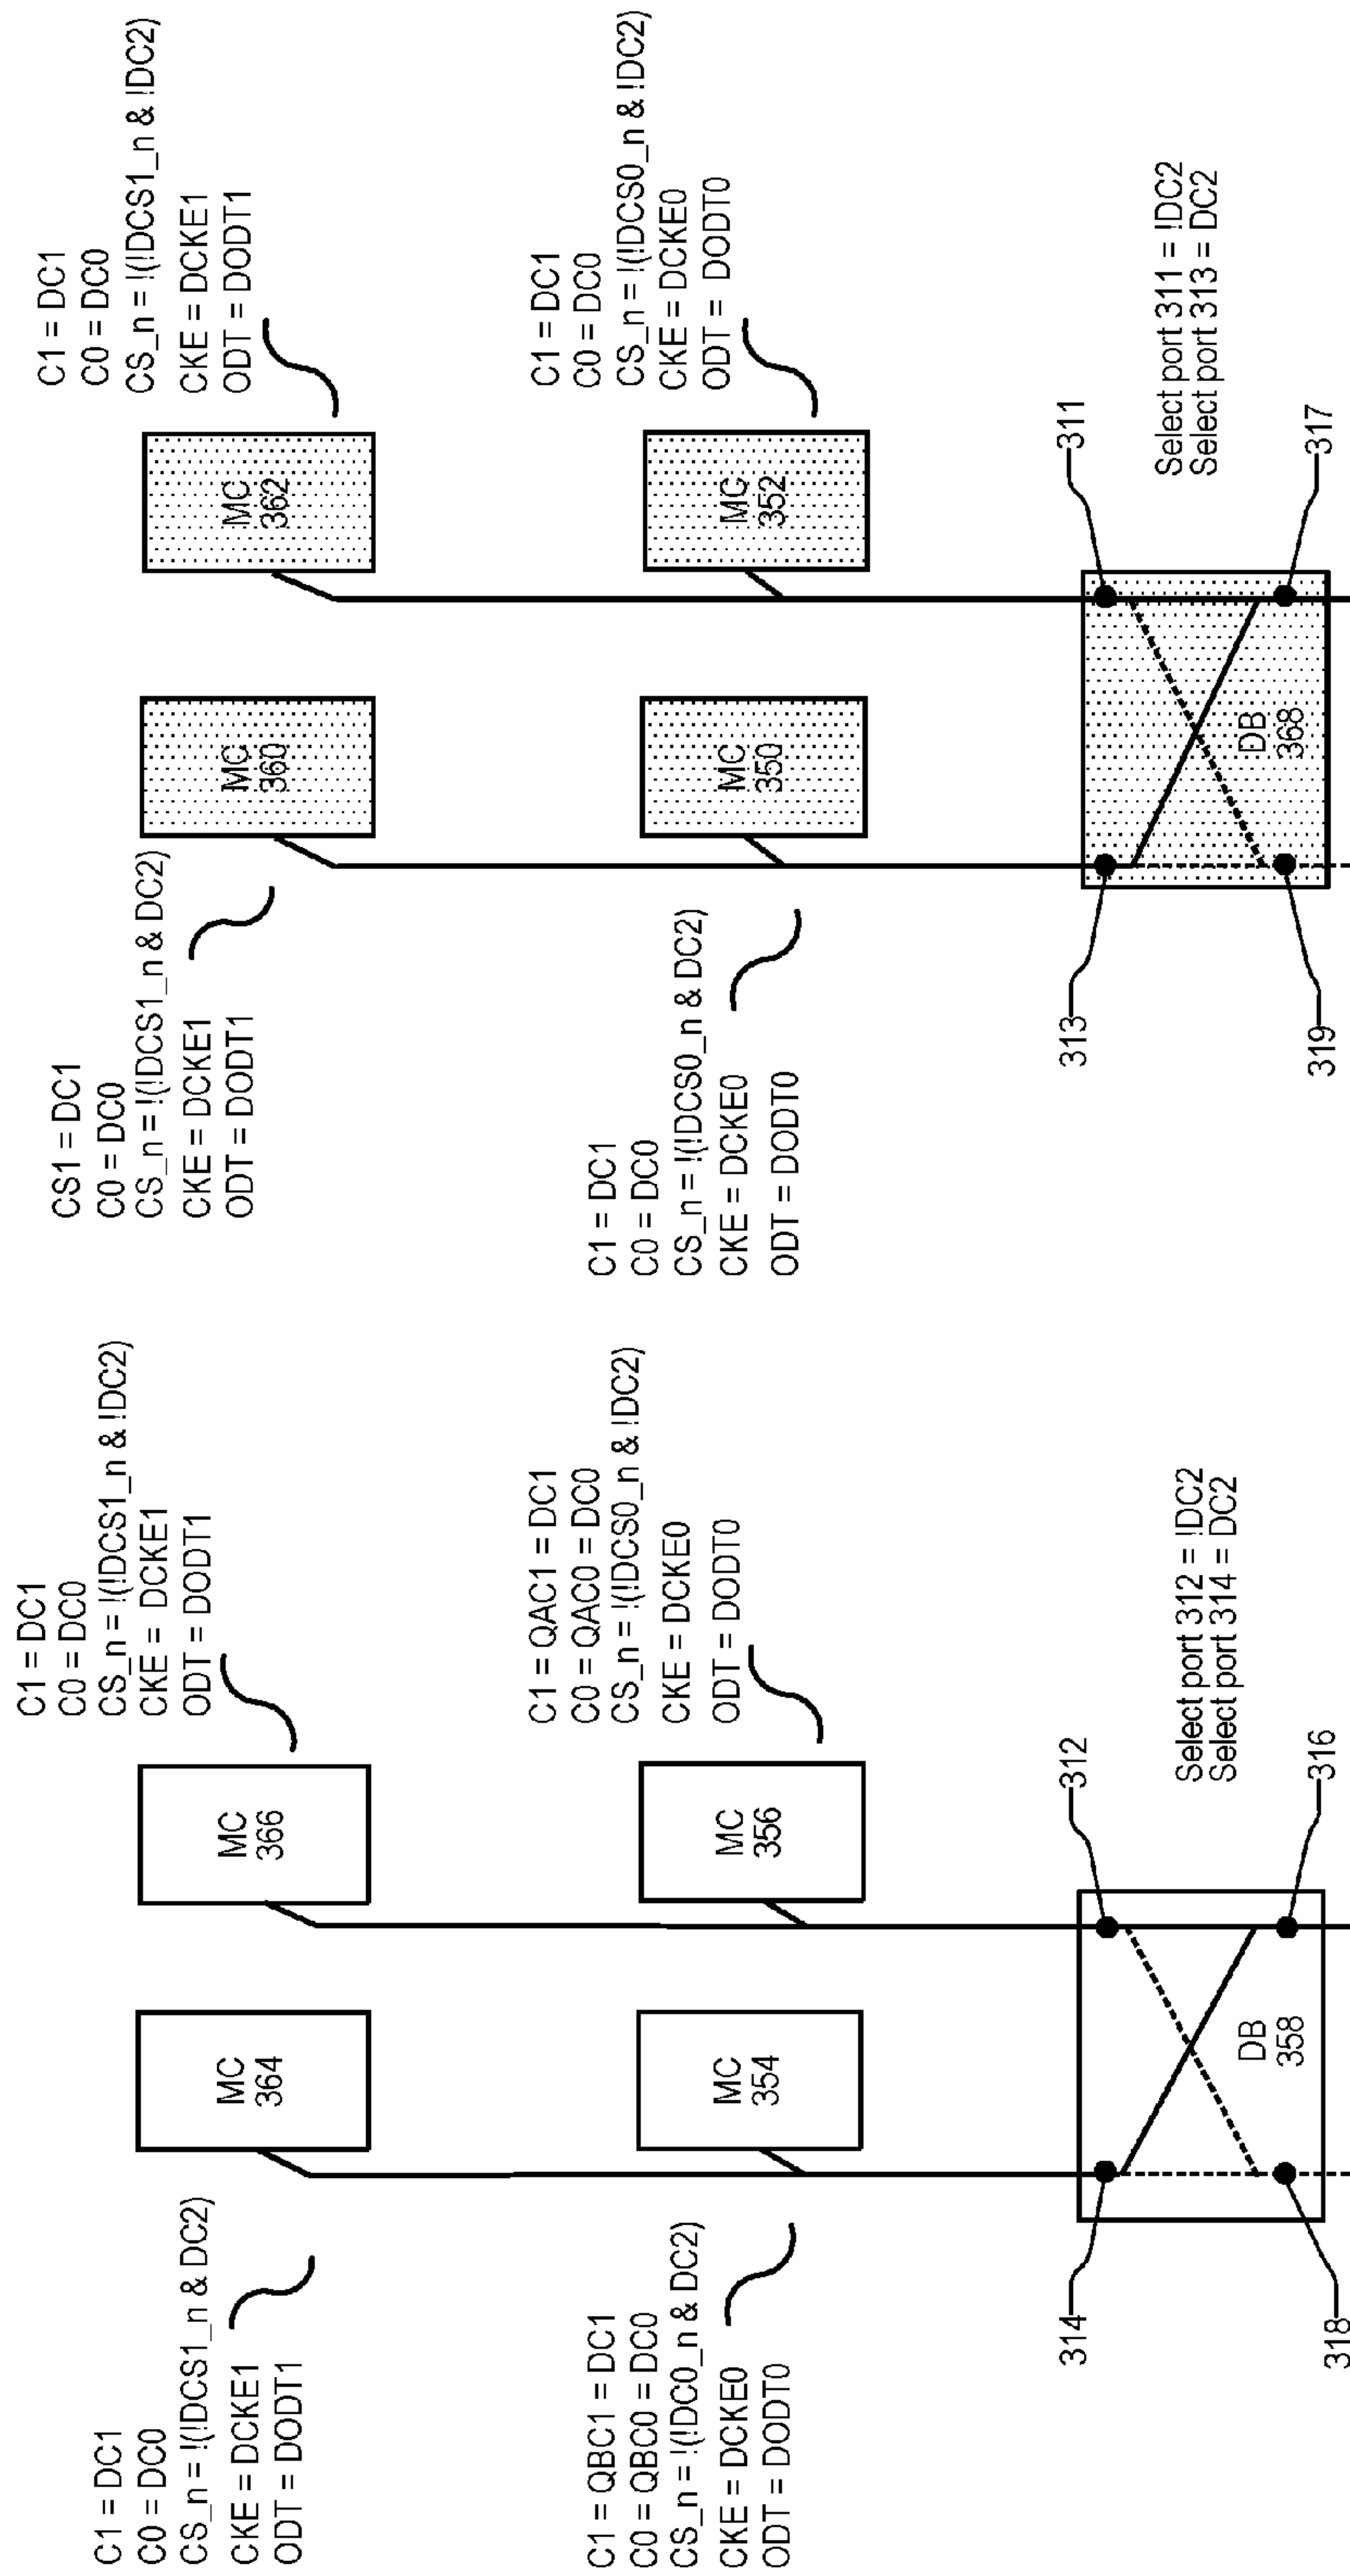 C1 = DC1
C0 = DC0
CS_n = !(!DCS1_n & DC2)
CKE = DCKE1
ODT = DODT1
MC
364
C1 = DC1
C0 = DC0
CS_n = !(!DCS1_n & !DC2)
CKE = DCKE1
ODT = DODT1
MC
366
C1 = QBC1 = DC1
C0 = QBC0 = DC0
CS_n = !(!DC0_n & DC2)
CKE = DCKE0
ODT = DODT0
MC
354
C1 = QAC1 = DC1
C0 = QAC0 = DC0
CS_n = !(!DCS0_n & !DC2)
CKE = DCKE0
ODT = DODT0
MC
356
314
312
DB
358
Select port 312 = !DC2
Select port 314 = DC2
318
316
CS1 = DC1
C0 = DC0
CS_n = !(!DCS1_n & DC2)
CKE = DCKE1
ODT = DODT1
MC
360
C1 = DC1
C0 = DC0
CS_n = !(!DCS1_n & !DC2)
CKE = DCKE1
ODT = DODT1
MC
362
C1 = DC1
C0 = DC0
CS_n = !(!DCS0_n & DC2)
CKE = DCKE0
ODT = DODT0
MC
350
C1 = DC1
C0 = DC0
CS_n = !(!DCS0_n & !DC2)
CKE = DCKE0
ODT = DODT0
MC
352
313
311
DB
368
Select port 311 = !DC2
Select port 313 = DC2
319
317